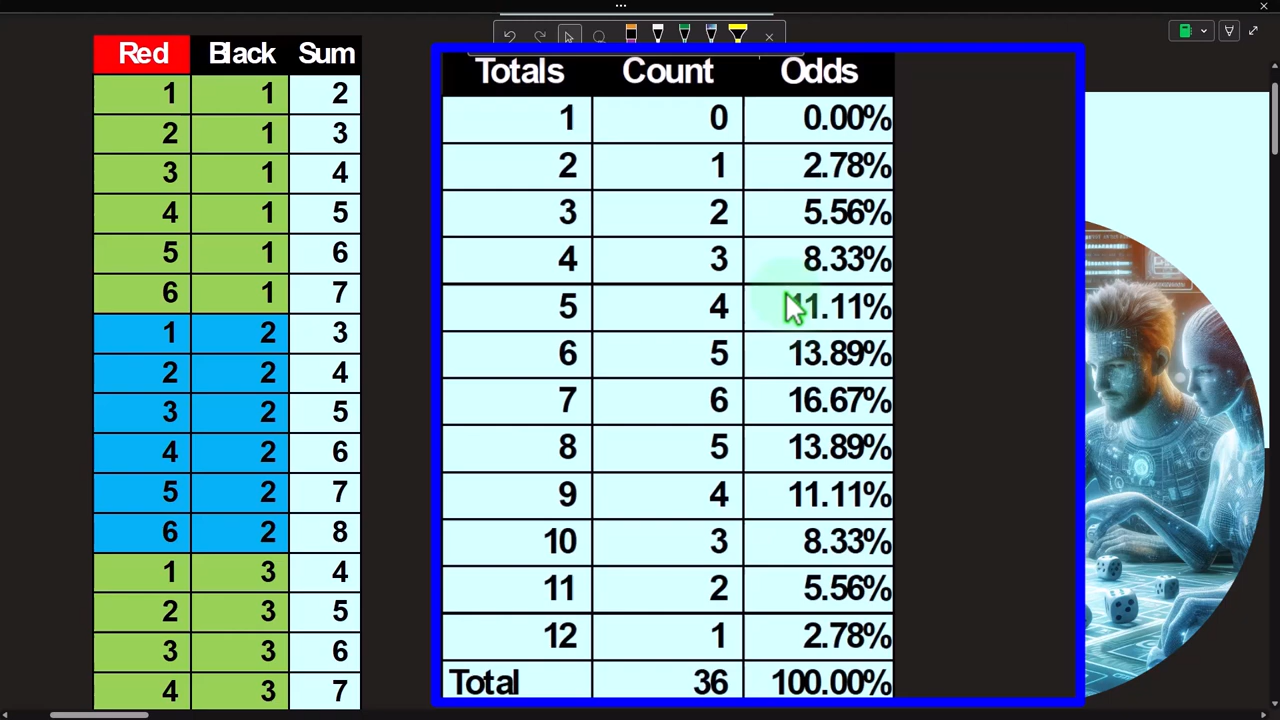 Red Black Sum
1 1 2
2 1 3
3 1 4
4 1 5
5 1 6
6 1 7
1 2 3
2 2 4
3 2 5
4 2 6
5 2 7
6 2 8
1 3 4
2 3 5
3 3 6
4 3 7
Totals Count Odds
1 0 0.00%
2 1 2.78%
3 2 5.56%
4 3 8.33%
5 4 11.11%
6 5 13.89%
7 6 16.67%
8 5 13.89%
9 4 11.11%
10 3 8.33%
11 2 5.56%
12 1 2.78%
Total 36 100.00%